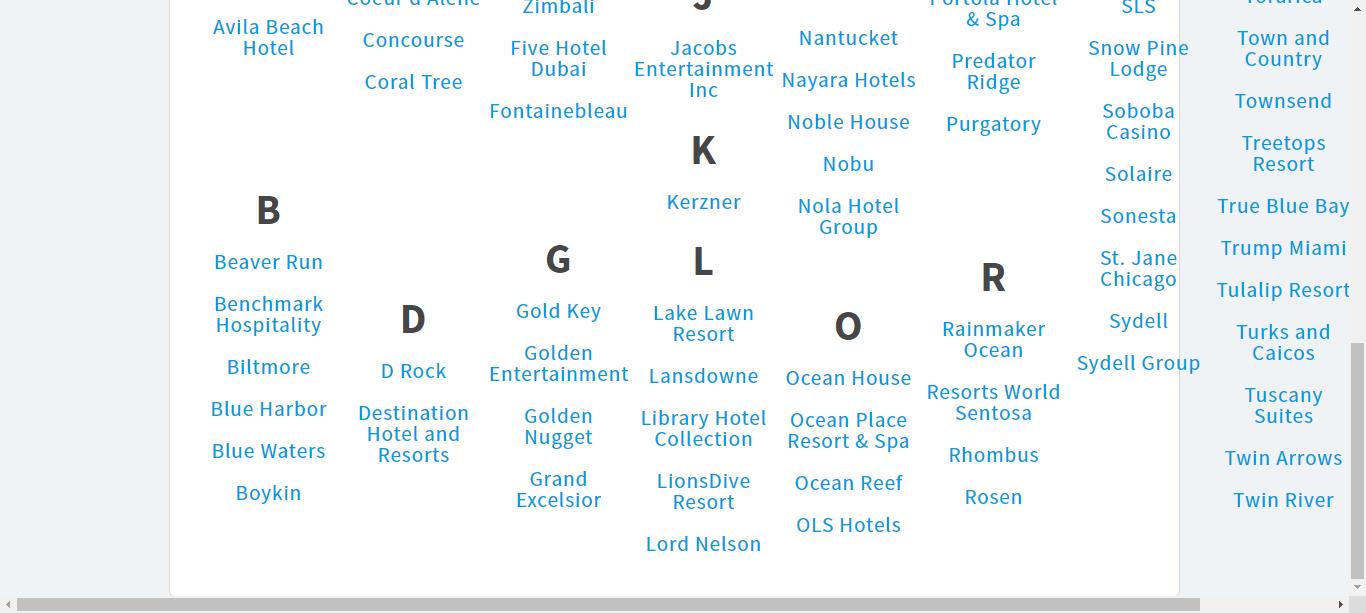 Avila Beach
Hotel
B
Beaver Run
Benchmark
Hospitality
Biltmore
Blue Harbor
Blue Waters
Boykin
Coeur d'Alene
Concourse
Coral Tree
D
D Rock
Destination
Hotel and
Resorts
Zimbali
Five Hotel
Dubai
Fontainebleau
G
Gold Key
Golden
Entertainment
Golden
Nugget
Grand
Excelsior
J
Jacobs
Entertainment
Inc
K
Kerzner
L
Lake Lawn
Resort
Lansdowne
Library Hotel
Collection
LionsDive
Resort
Lord Nelson
Nantucket
Nayara Hotels
Noble House
Nobu
Nola Hotel
Group
O
Ocean House
Ocean Place
Resort & Spa
Ocean Reef
OLS Hotels
Portola Hotel
& Spa
Predator
Ridge
Purgatory
R
Rainmaker
Ocean
Resorts World
Sentosa
Rhombus
Rosen
SLS
Snow Pine
Lodge
Soboba
Casino
Solaire
Sonesta
St. Jane
Chicago
Sydell
Sydell Group
Torarica
Town and
Country
Townsend
Treetops
Resort
True Blue Bay
Trump Miami
Tulalip Resort
Turks and
Caicos
Tuscany
Suites
Twin Arrows
Twin River